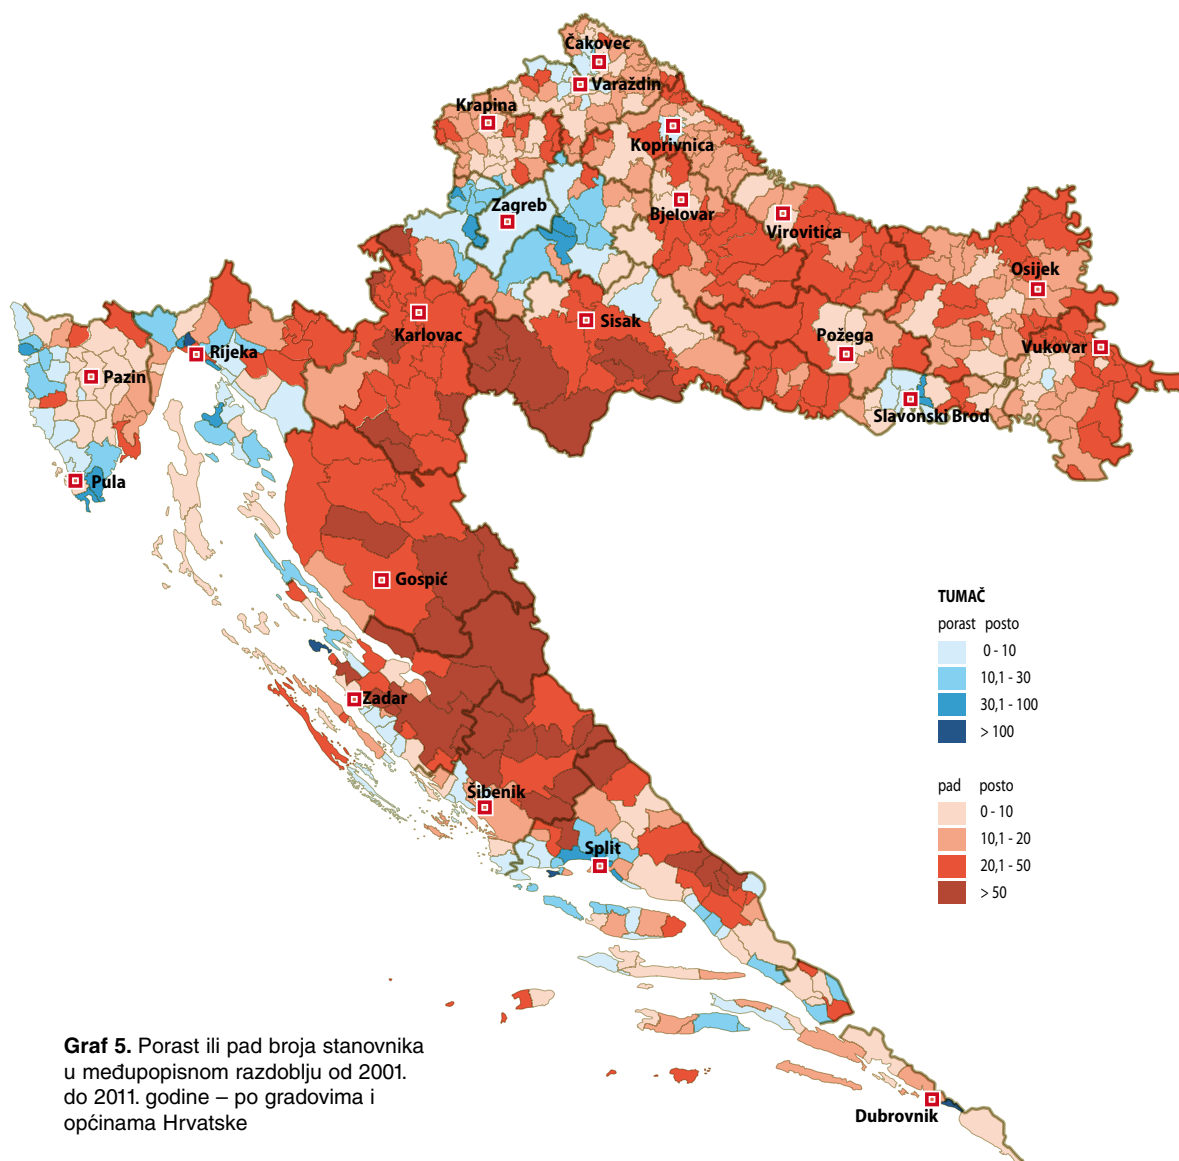 Čakovec
Varaždin
Krapina
Koprivnica
Zagreb
Bjelovar
Virovitica
Osijek
Karlovac
Sisak
Požega
Vukovar
Rijeka
Pazin
Slavonski Brod
Pula
Gospić
Zadar
Šibenik
Split
Dubrovnik
TUMAČ
porast posto
0 - 10
10,1 - 30
30,1 - 100
> 100
pad posto
0 - 10
10,1 - 20
20,1 - 50
> 50
Graf 5. Porast ili pad broja stanovnika
u međupopisnom razdoblju od 2001.
do 2011. godine – po gradovima i
općinama Hrvatske